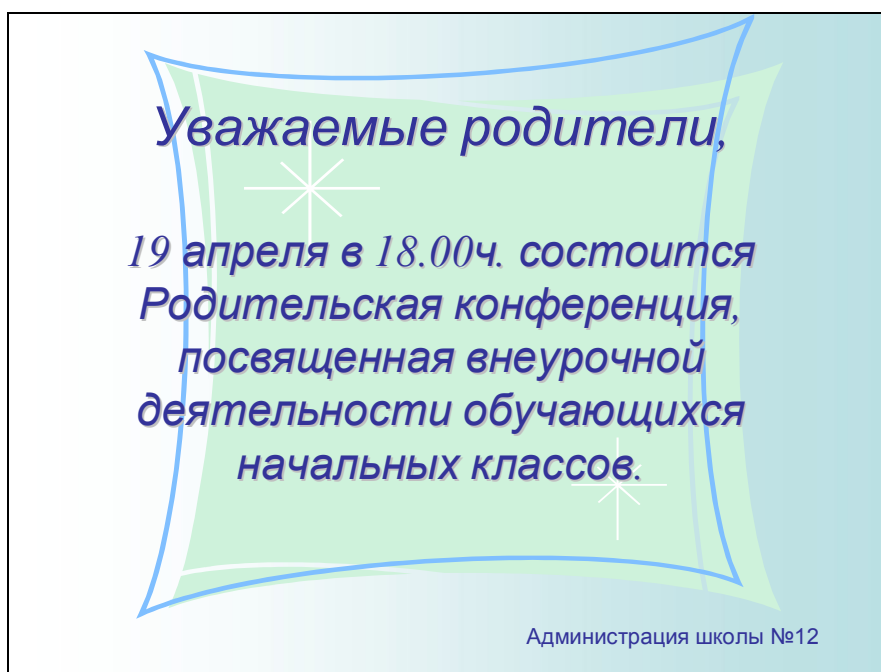 Уважаемые родители,
19 апреля в 18.00ч. состоится
Родительская конференция,
посвященная внеурочной
деятельности обучающихся
начальных классов.
Администрация школы №12